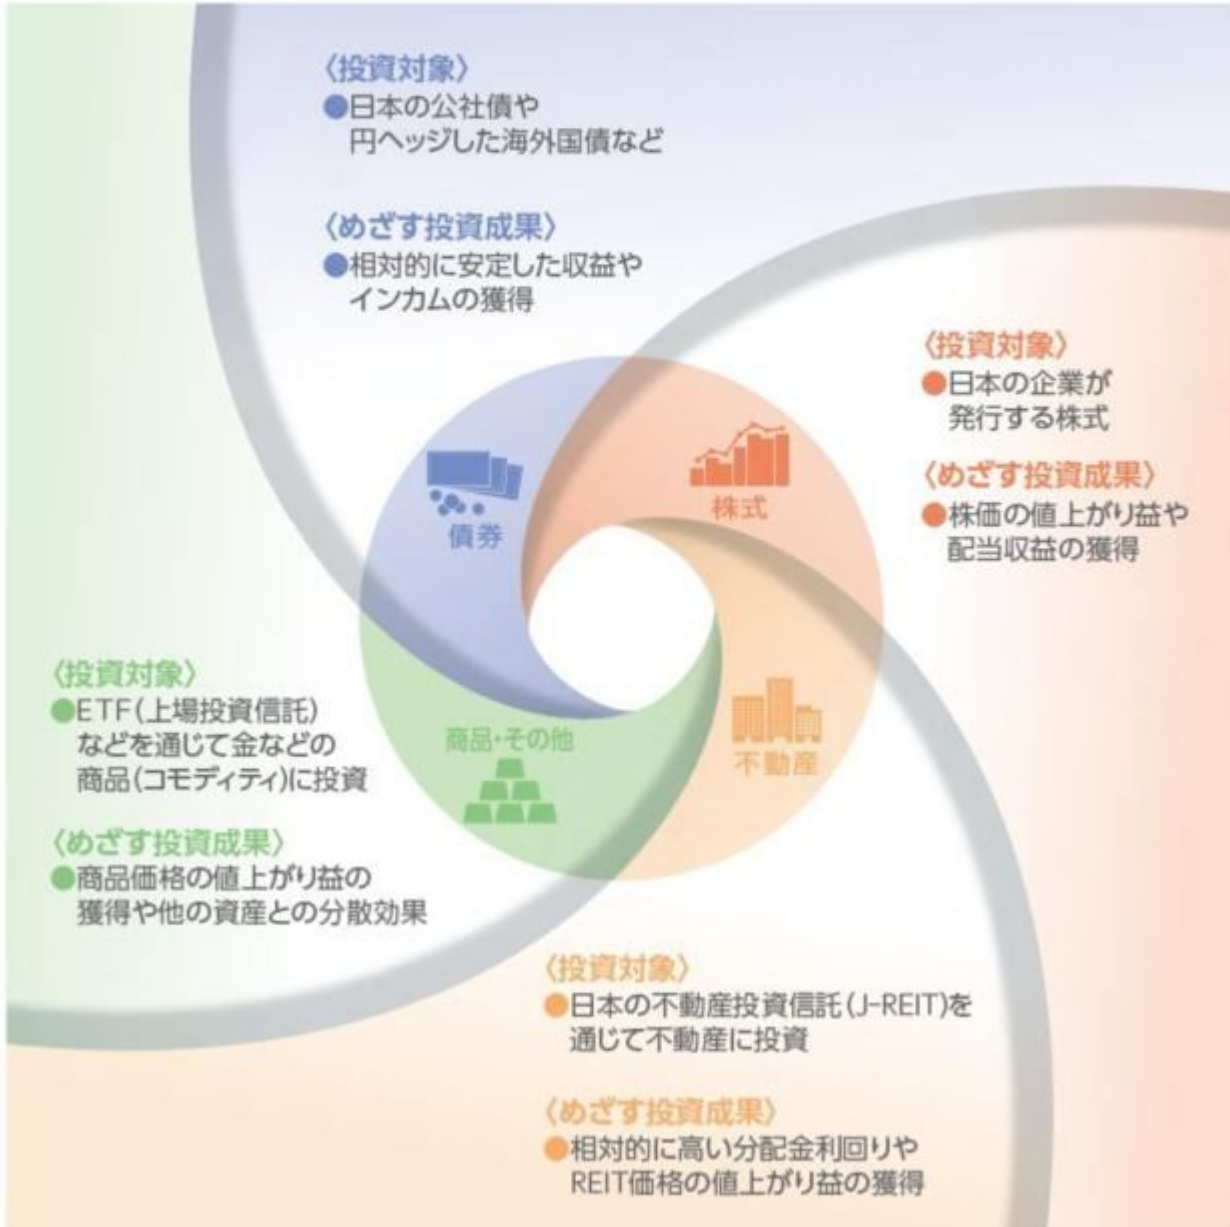 〈投資対象〉
●日本の公社債や
円ヘッジした海外国債など
〈めざす投資成果〉
●相対的に安定した収益や
インカムの獲得
〈投資対象〉
●日本の企業が
発行する株式
〈めざす投資成果〉
●株価の値上がり益や
配当収益の獲得
債券
株式
商品・その他
不動産
〈投資対象〉
●ETF(上場投資信託)
などを通じて金などの
商品(コモディティ)に投資
〈めざす投資成果〉
●商品価格の値上がり益の
獲得や他の資産との分散効果
〈投資対象〉
●日本の不動産投資信託(J-REIT)を
通じて不動産に投資
〈めざす投資成果〉
●相対的に高い分配金利回りや
REIT価格の値上がり益の獲得